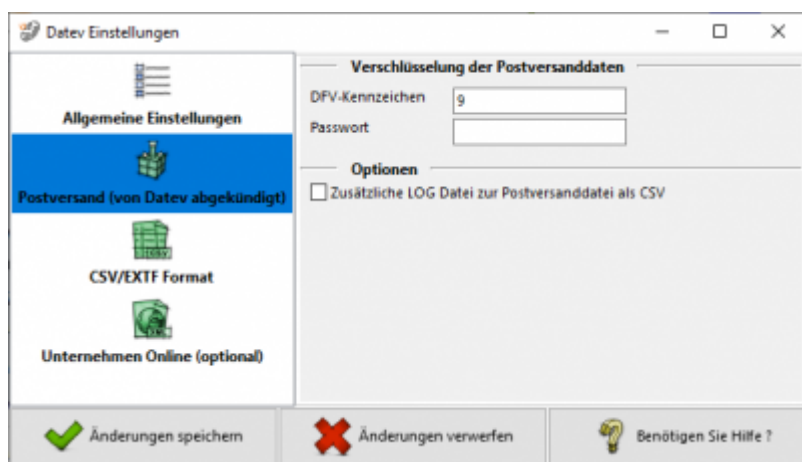 Datev Einstellungen
Allgemeine Einstellungen
Postversand (von Datev abgekündigt)
CSV/EXTF Format
Unternehmen Online (optional)
Verschlüsselung der Postversanddaten
DFV-Kennzeichen 9
Passwort
Optionen
Zusätzliche LOG Datei zur Postversanddatei als CSV
Änderungen speichern
Änderungen verwerfen
Benötigen Sie Hilfe ?